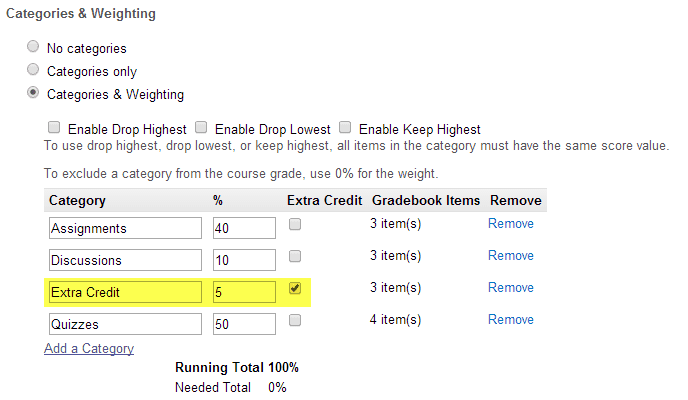 Categories & Weighting
No categories
Categories only
Categories & Weighting
Enable Drop Highest Enable Drop Lowest Enable Keep Highest
To use drop highest, drop lowest, or keep highest, all items in the category must have the same score value.
To exclude a category from the course grade, use 0% for the weight.
Category % Extra Credit Gradebook Items Remove
Assignments 40 3 item(s) Remove
Discussions 10 3 item(s) Remove
Extra Credit 5 3 item(s) Remove
Quizzes 50 4 item(s) Remove
Add a Category
Running Total 100%
Needed Total 0%